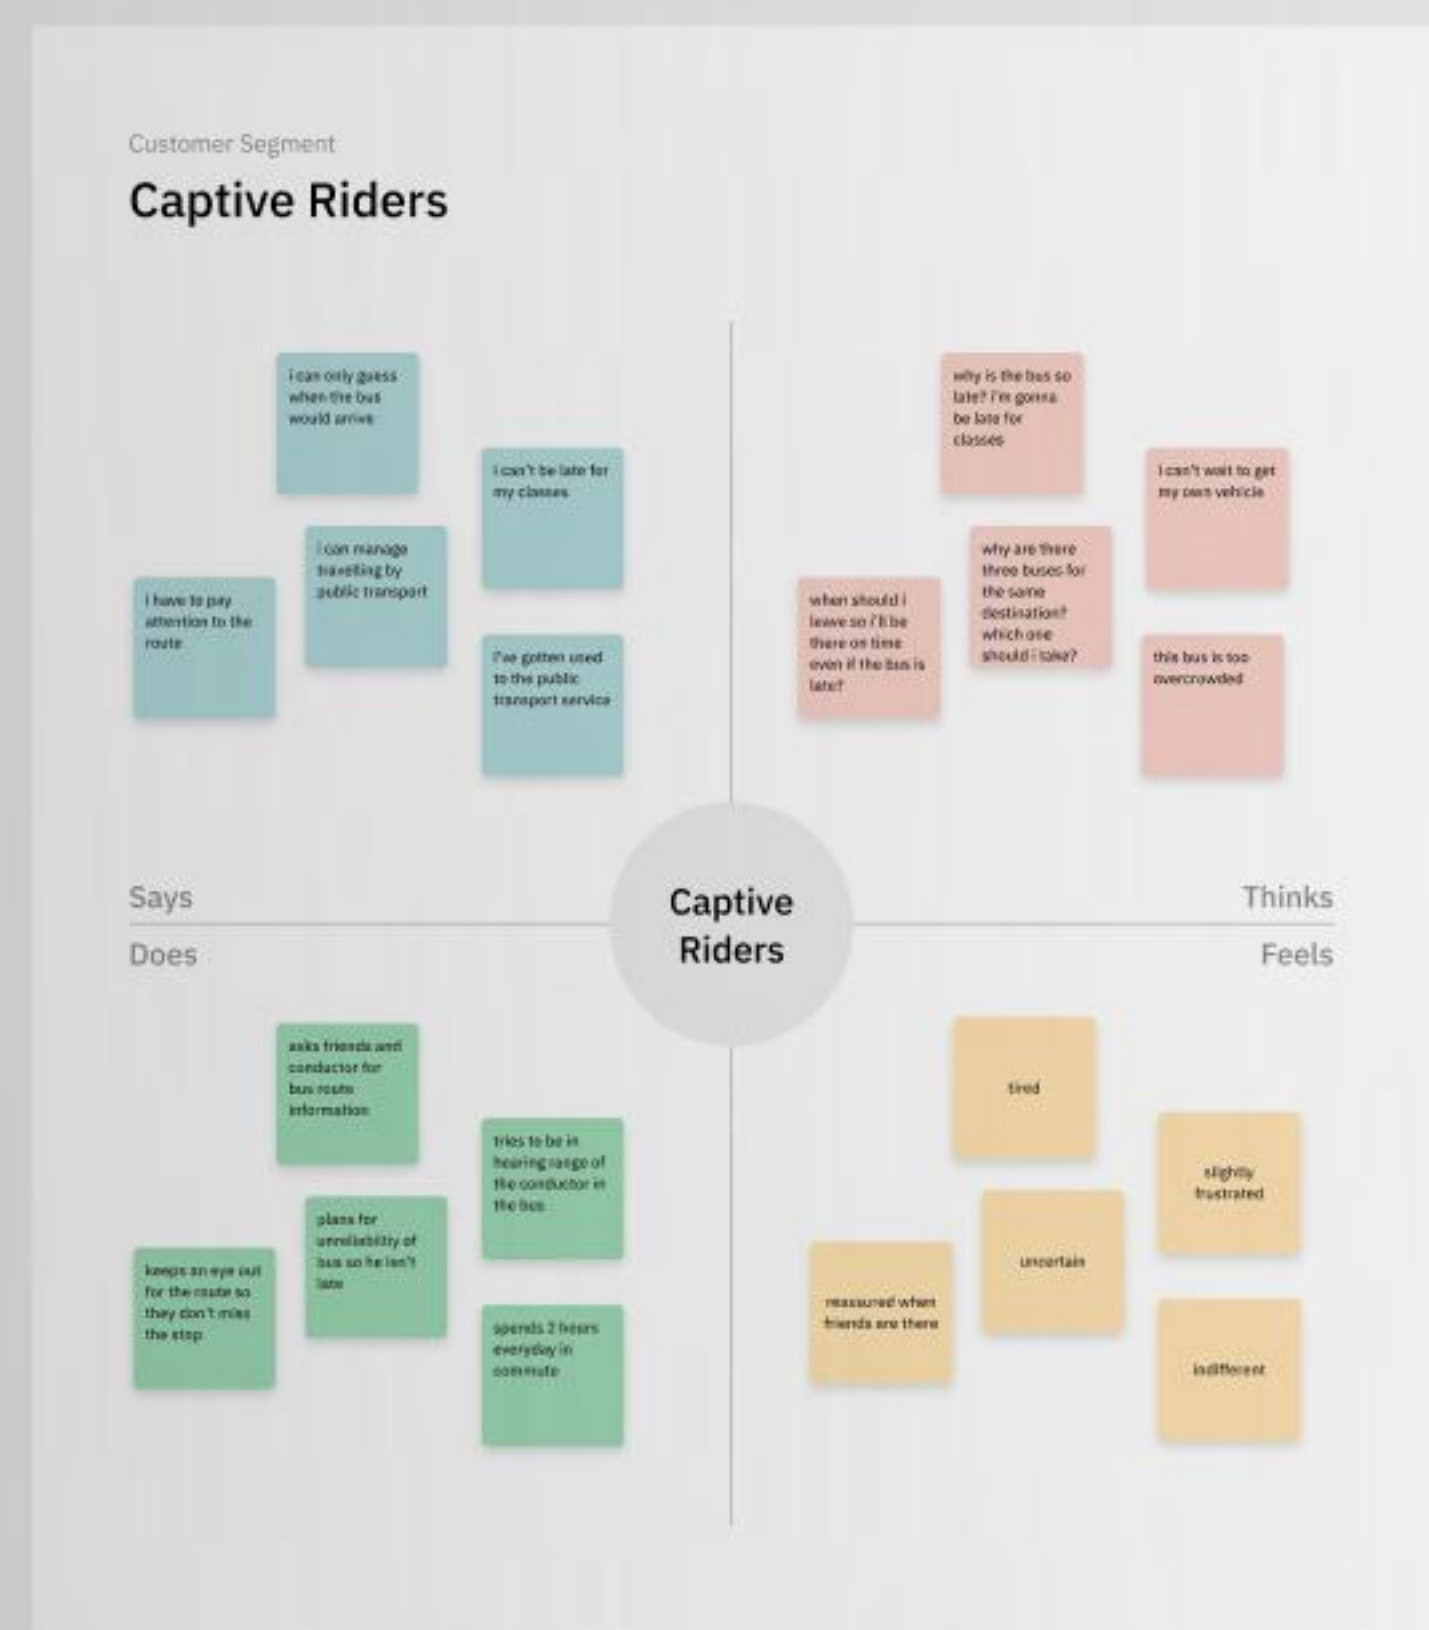 Customer Segment
Captive Riders
i can only guess
when the bus
would arrive
i can't be late for
my classes
i can manage
travelling by
public transport
i have to pay
attention to the
route
i've gotten used
to the public
transport service
why is the bus so
late? i'm gonna
be late for
classes
i can't wait to get
my own vehicle
why are there
three buses for
the same
destination?
which one
should i take?
when should i
leave so i'll be
there on time
even if the bus is
late?
this bus is too
overcrowded
Says
Thinks
Captive
Riders
Does
Feels
asks friends and
conductor for
bus route
information
tries to be in
hearing range of
the conductor in
the bus
plans for
unreliabiltiy of
bus so he isn't
late
keeps an eye out
for the route so
they don't miss
the stop
spends 2 hours
everyday in
commute
tired
slightly
frustrated
uncertain
reassured when
friends are there
indifferent